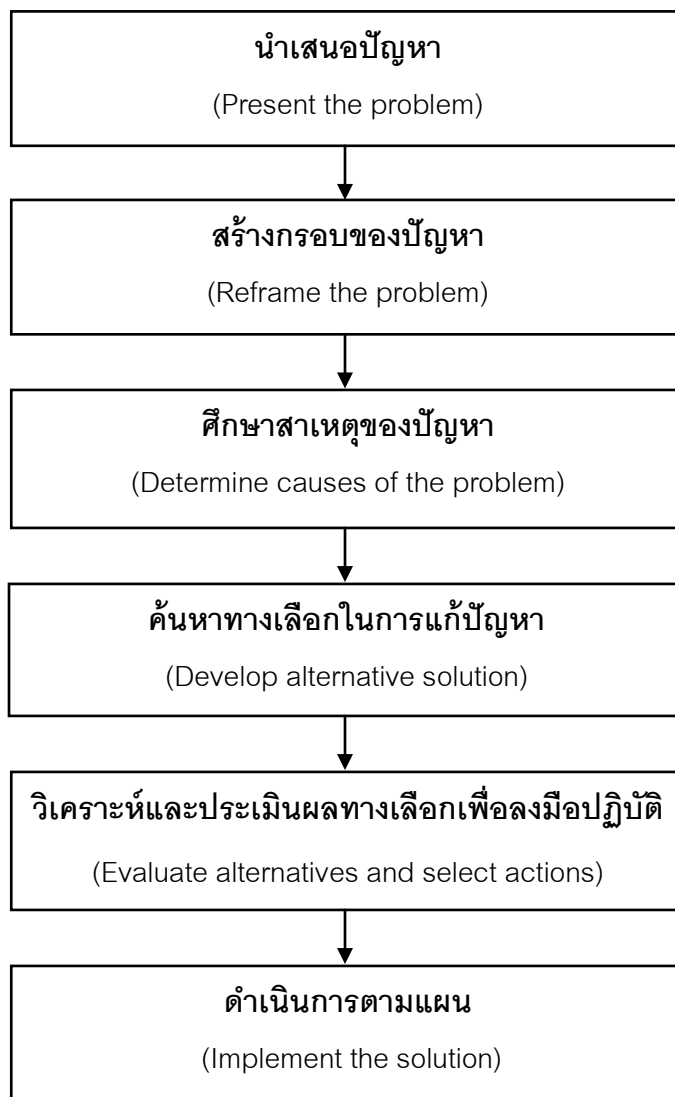 นำเสนอปัญหา
(Present the problem)
สร้างกรอบของปัญหา
(Reframe the problem)
ศึกษาสาเหตุของปัญหา
(Determine causes of the problem)
ค้นหาทางเลือกในการแก้ปัญหา
(Develop alternative solution)
วิเคราะห์และประเมินผลทางเลือกเพื่อลงมือปฏิบัติ
(Evaluate alternatives and select actions)
ดำเนินการตามแผน
(Implement the solution)